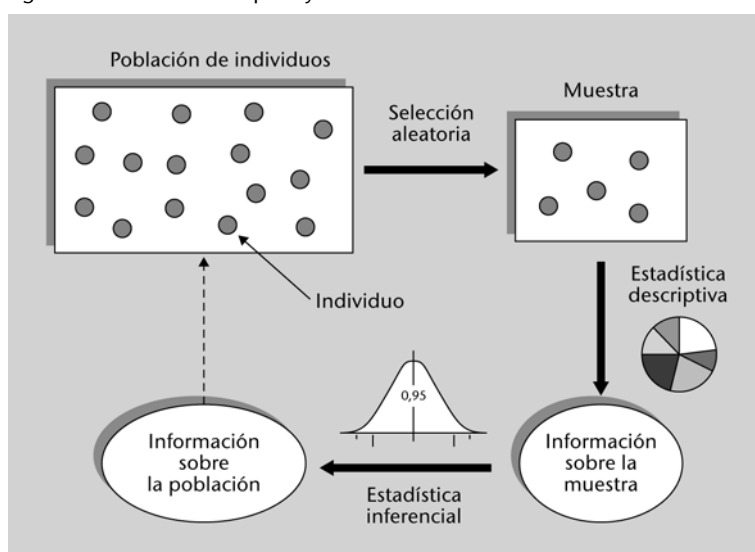 Población de individuos
Selección
aleatoria
Muestra
Individuo
Estadística
descriptiva
0,95
Información
sobre
la población
Estadística
inferencial
Información
sobre la
muestra